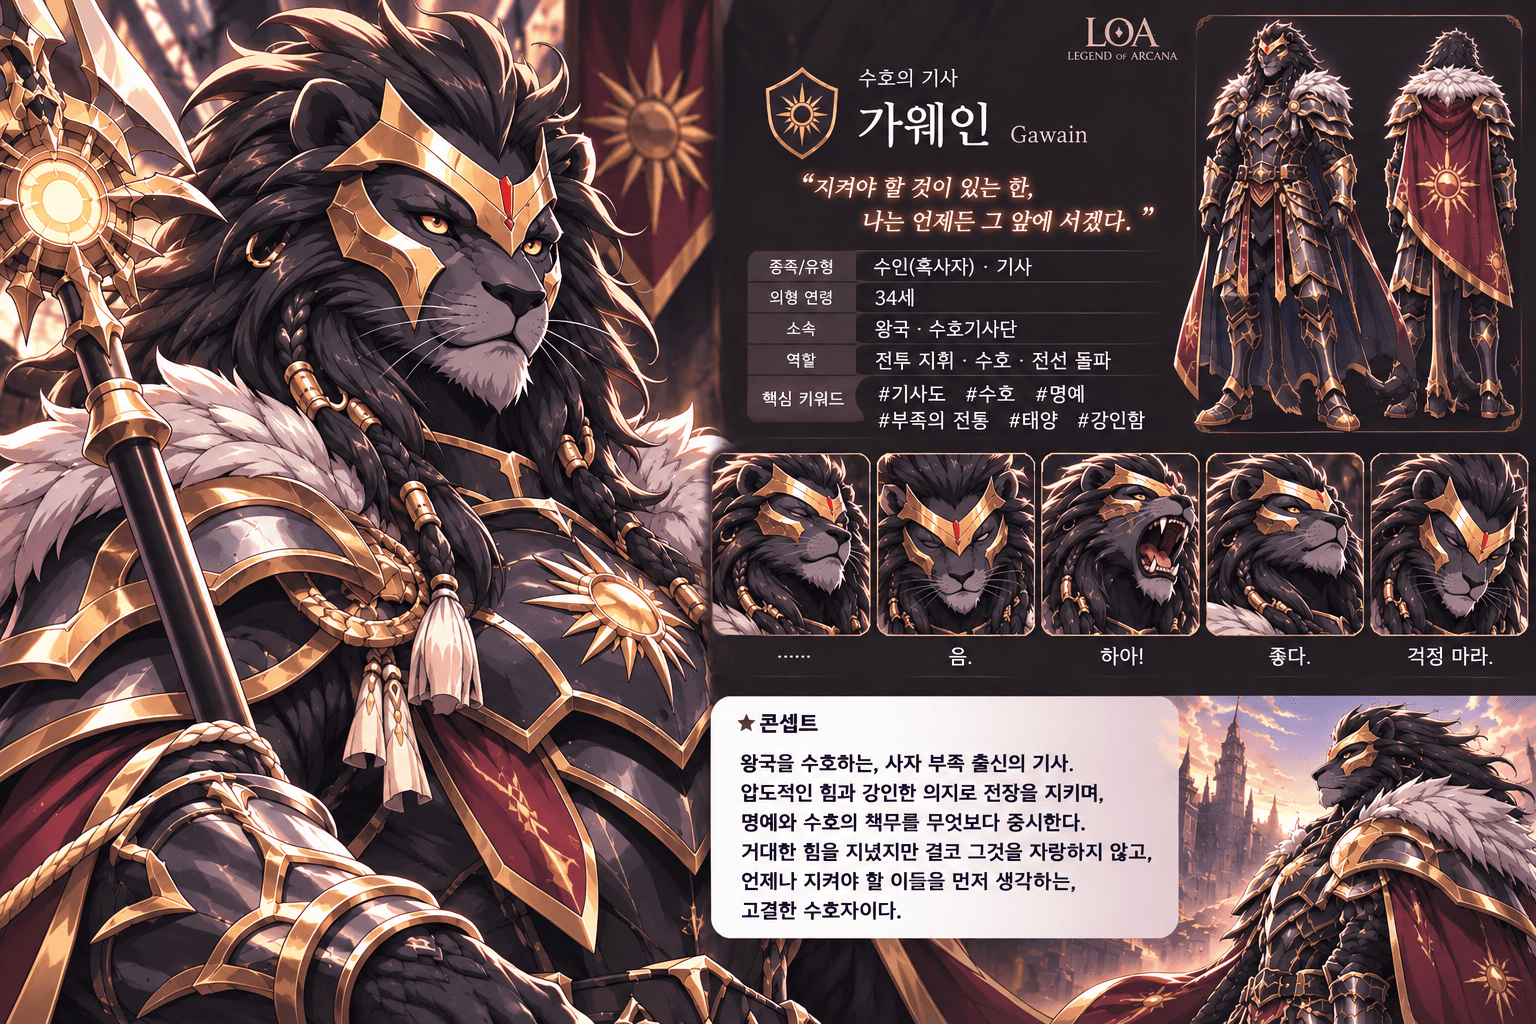 LOA
LEGEND OF ARCANA
수호의 기사
가웨인 Gawain
“지켜야 할 것이 있는 한,
나는 언제든 그 앞에 서겠다.”
종족/유형 수인(흑사자) · 기사
의형 연령 34세
소속 왕국 · 수호기사단
역할 전투 지휘 · 수호 · 전선 돌파
핵심 키워드 #기사도 #수호 #명예
#부족의 전통 #태양 #강인함
······
음.
하아!
좋다.
걱정 마라.
★콘셉트
왕국을 수호하는, 사자 부족 출신의 기사.
압도적인 힘과 강인한 의지로 전장을 지키며,
명예와 수호의 책무를 무엇보다 중시한다.
거대한 힘을 지녔지만 결코 그것을 자랑하지 않고,
언제나 지켜야 할 이들을 먼저 생각하는,
고결한 수호자이다.